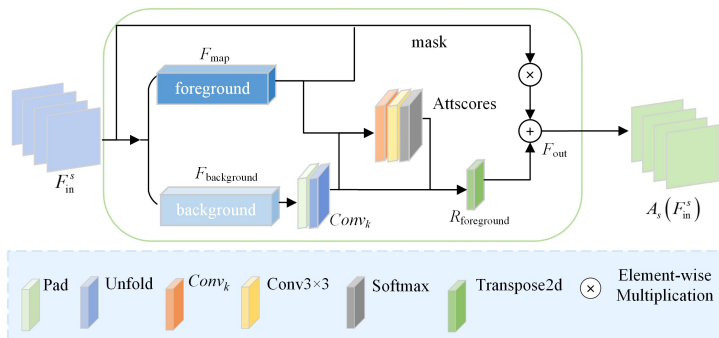 mask
F_map
foreground
Attscores
F_in^s
F_out
F_background
background
Conv_k
R_foreground
A_s(F_in^s)
Pad
Unfold
Conv_k
Conv3×3
Softmax
Transpose2d
Element-wise
Multiplication